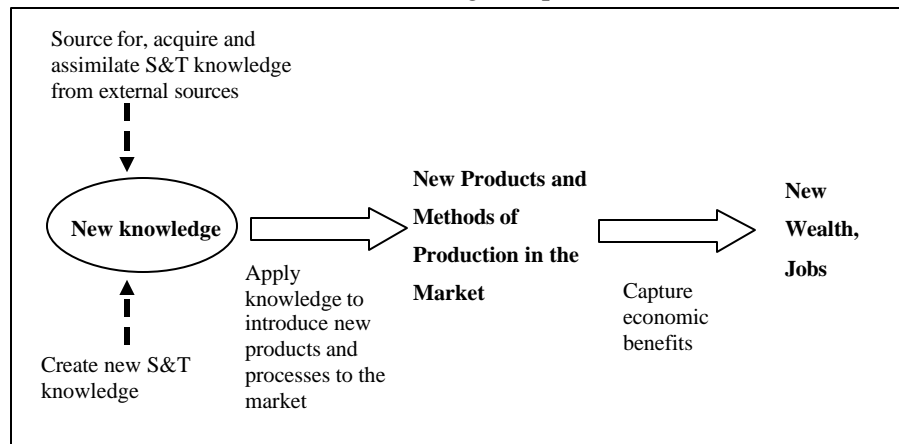 Source for, acquire and
assimilate S&T knowledge
from external sources
New knowledge
Create new S&T
knowledge
Apply
knowledge to
introduce new
products and
processes to the
market
New Products and
Methods of
Production in the
Market
Capture
economic
benefits
New
Wealth,
Jobs